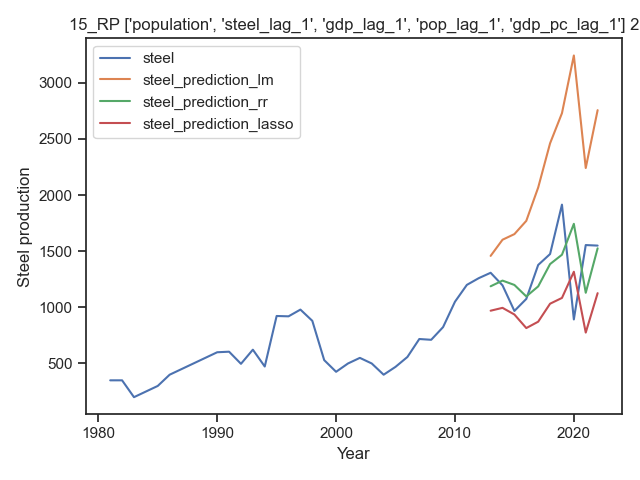 15_RP ['population', 'steel_lag_1', 'gdp_lag_1', 'pop_lag_1', 'gdp_pc_lag_1'] 2
steel
steel_prediction_lm
steel_prediction_rr
steel_prediction_lasso
3000
2500
2000
1500
1000
500
Steel production
1980
1990
2000
2010
2020
Year